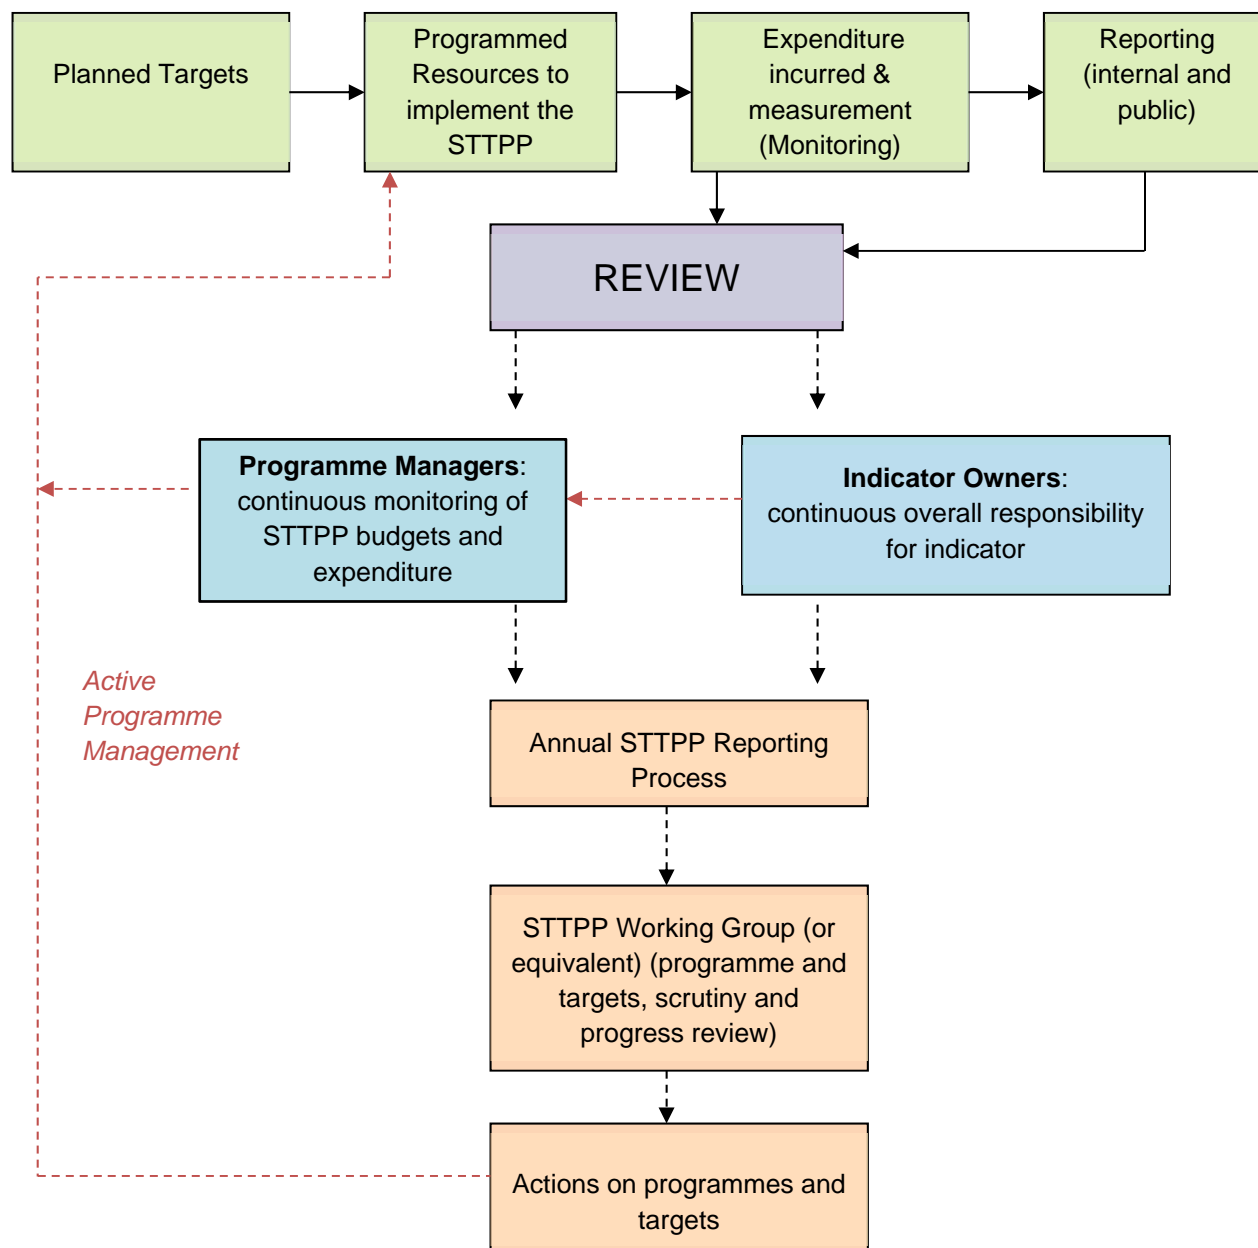 Planned Targets
Programmed
Resources to
implement the
STTPP
Expenditure
incurred &
measurement
(Monitoring)
Reporting
(internal and
public)
REVIEW
Programme Managers:
continuous monitoring of
STTPP budgets and
expenditure
Indicator Owners:
continuous overall responsibility
for indicator
Active
Programme
Management
Annual STTPP Reporting
Process
STTPP Working Group (or
equivalent) (programme and
targets, scrutiny and
progress review)
Actions on programmes and
targets